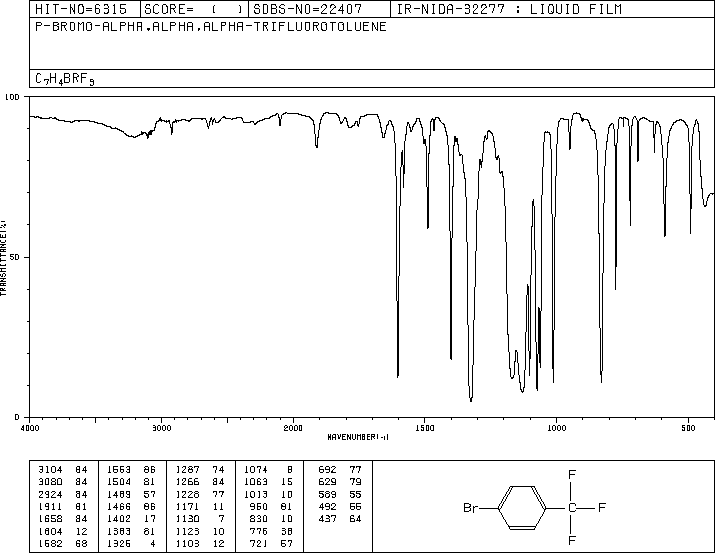 HIT-NO=6315 SCORE= ( ) SDBS-NO=22407 IR-NIDA-32277 : LIQUID FILM
P-BROMO-ALPHA,ALPHA,ALPHA-TRIFLUOROTOLUENE
C7H4BRF3
100
50
0
TRANSMITTANCE(%)
4000 3000 2000 1500 1000 500
WAVENUMBER(-1)
3104 84 1553 86 1287 74 1074 8 692 77
3080 84 1504 81 1266 84 1063 15 629 79
2924 84 1489 57 1228 77 1013 10 589 55
1911 81 1466 86 1171 11 950 81 492 55
1658 84 1402 17 1130 7 830 10 437 64
1604 12 1383 81 1123 10 776 38
1582 68 1325 4 1103 12 721 57
F
Br C F
F